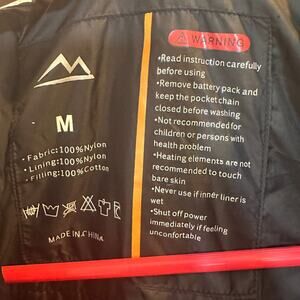 WARNING
•Read instruction carefully
before using
•Remove battery pack and
keep the pocket chain
closed before washing
•Not recommended for
children or persons with
health problem
•Heating elements are not
recommended to touch
bare skin
•Never use if inner liner is
wet
•Shut off power
immediately if feeling
unconfortable
M
•Fabric:100%Nylon
•Lining:100%Nylon
•Filling:100%Cotton
MADE IN CHINA